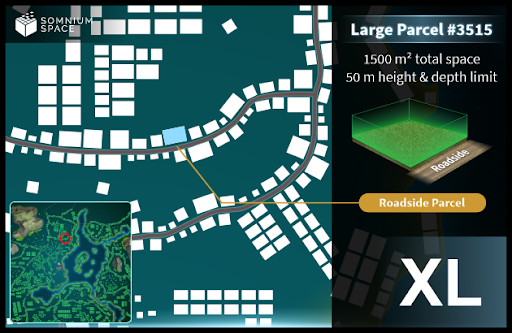 SOMNIUM
SPACE
Large Parcel #3515
1500 m² total space
50 m height & depth limit
Roadside
Roadside Parcel
XL